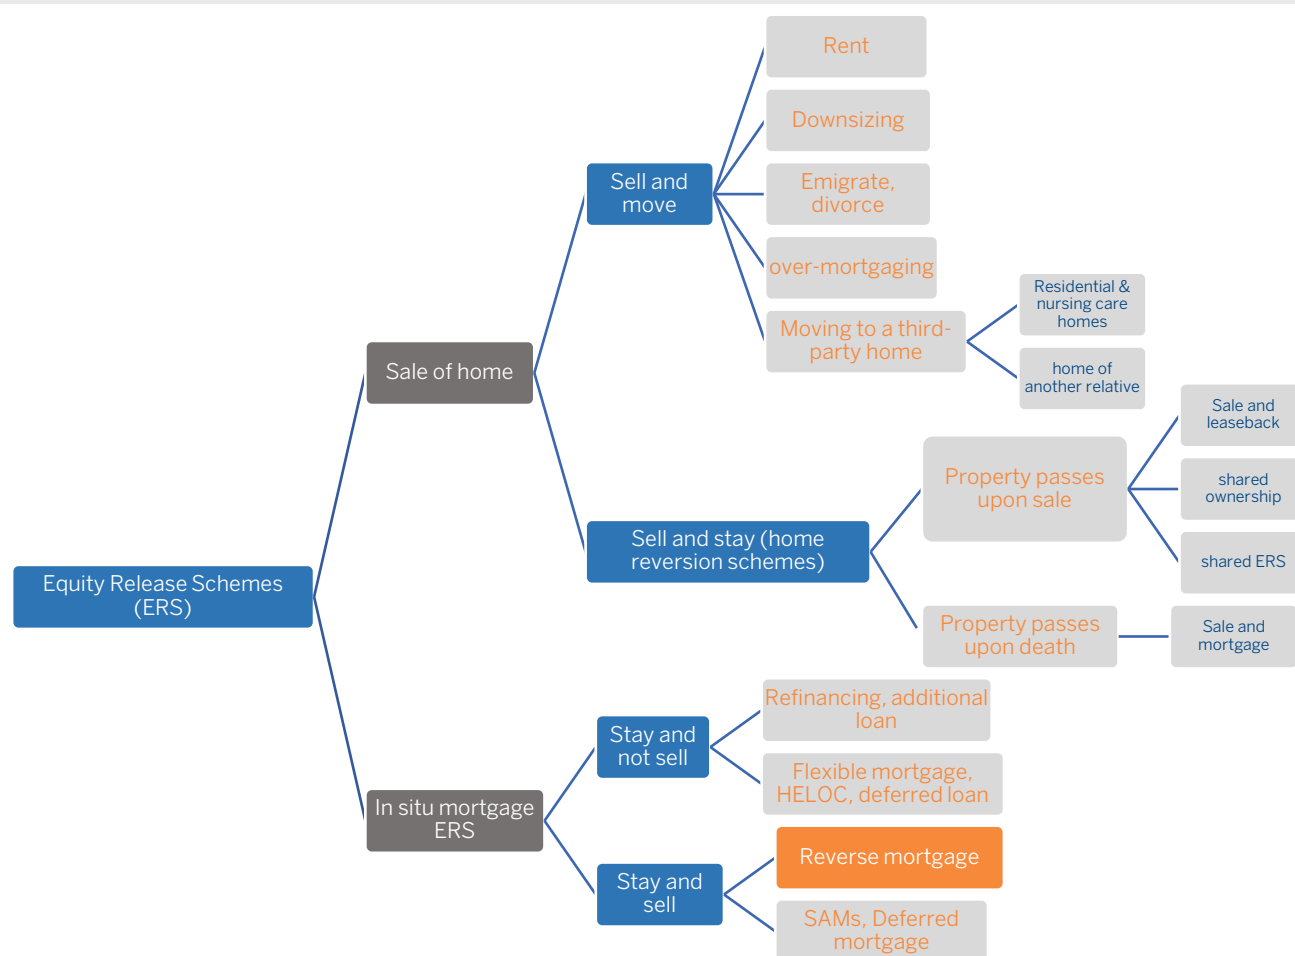 Rent
Downsizing
Sell and
move
Emigrate,
divorce
over-mortgaging
Moving to a third-
party home
Residential &
nursing care
homes
home of
another relative
Sale of home
Sale and
leaseback
Property passes
upon sale
shared
ownership
Sell and stay (home
reversion schemes)
shared ERS
Equity Release Schemes
(ERS)
Property passes
upon death
Sale and
mortgage
Refinancing, additional
loan
Stay and
not sell
Flexible mortgage,
HELOC, deferred loan
In situ mortgage
ERS
Reverse mortgage
Stay and
sell
SAMs, Deferred
mortgage